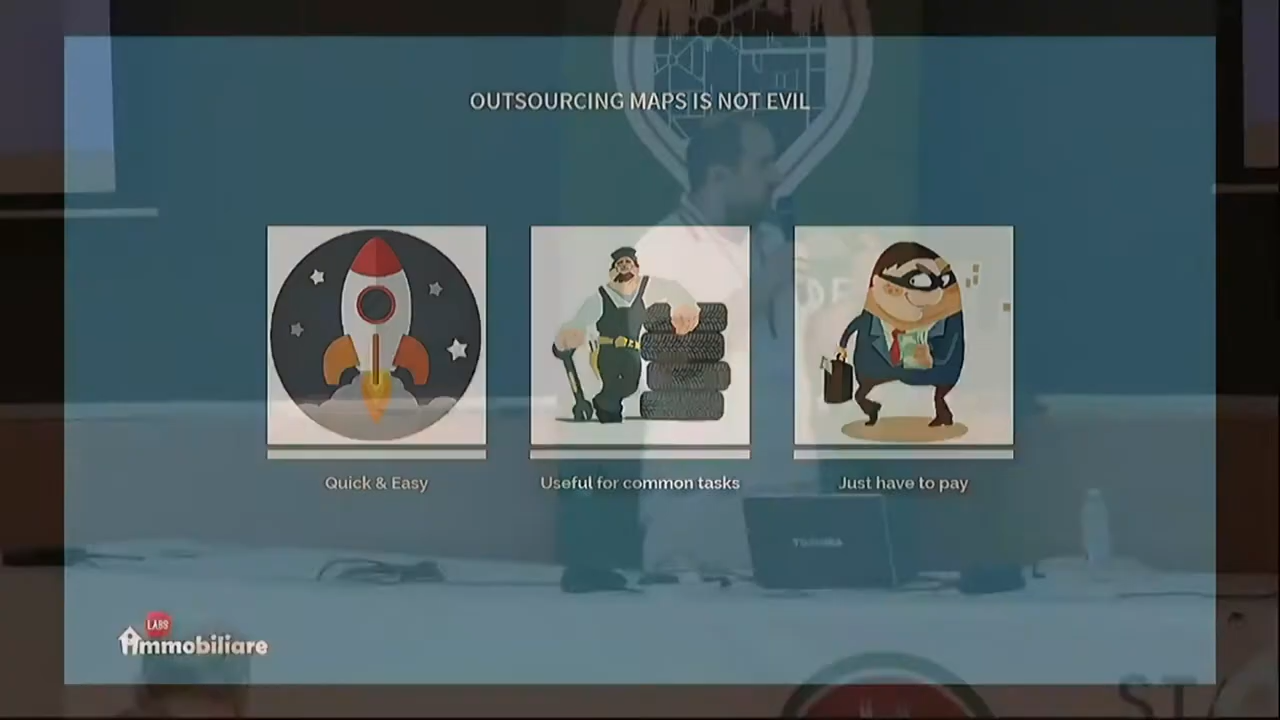 OUTSOURCING MAPS IS NOT EVIL
Quick & Easy
Useful for common tasks
Just have to pay
TOSHIBA
LABS
immobiliare